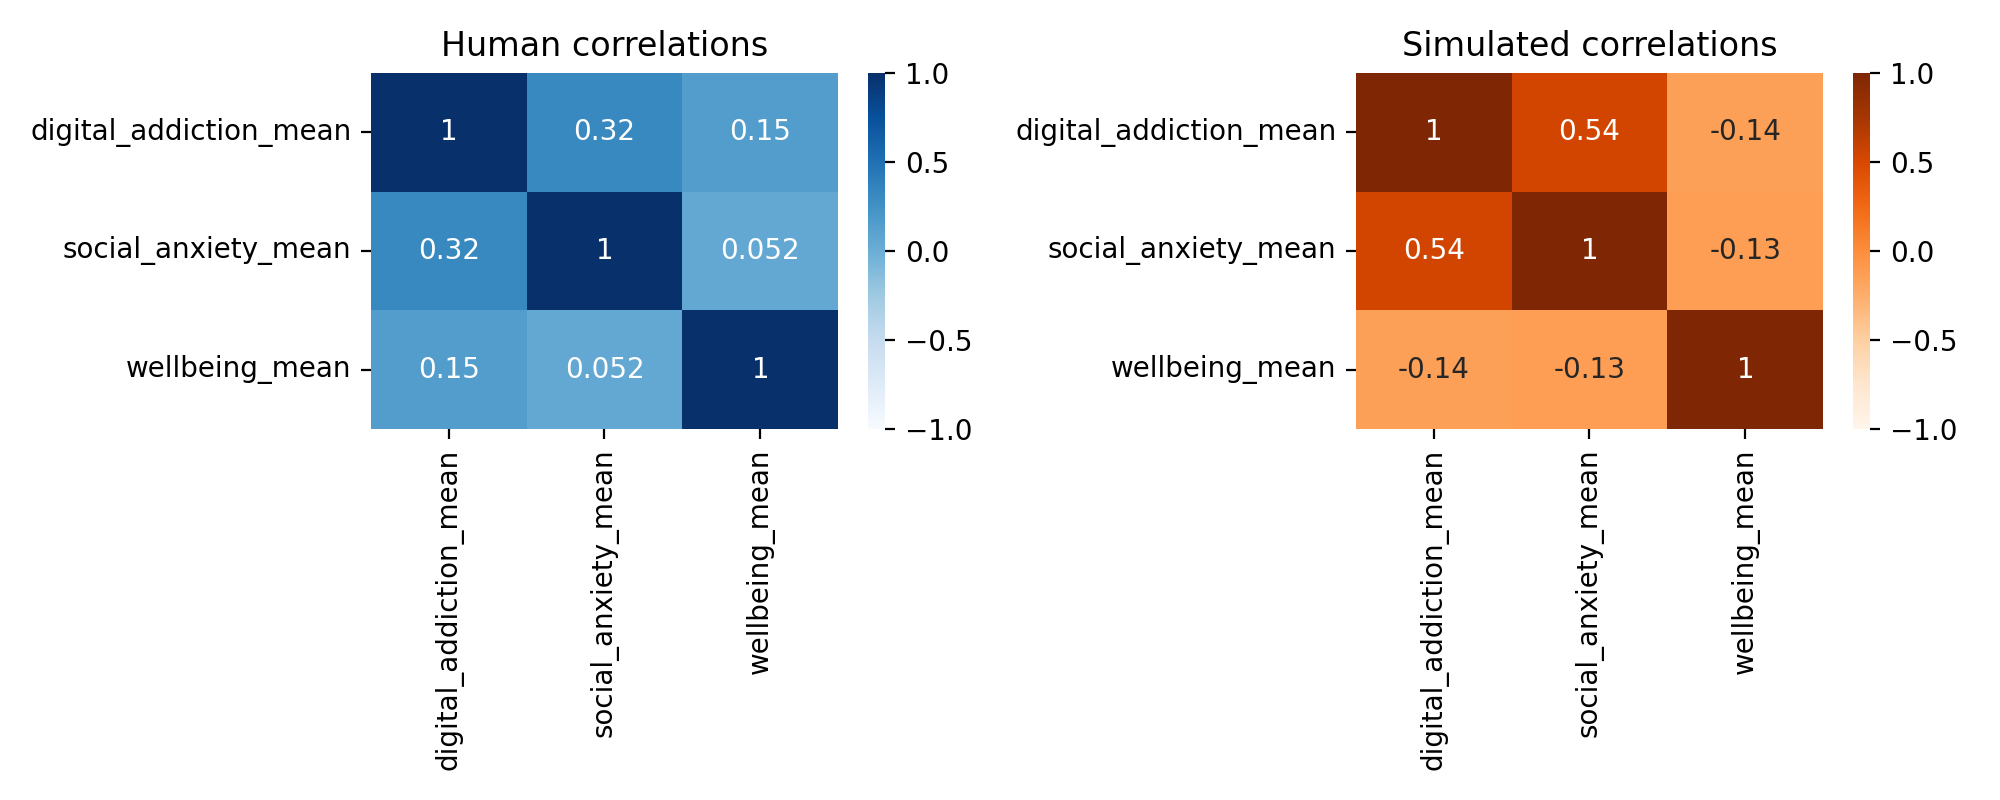 Human correlations
digital_addiction_mean
social_anxiety_mean
wellbeing_mean
1 0.32 0.15
0.32 1 0.052
0.15 0.052 1
digital_addiction_mean
social_anxiety_mean
wellbeing_mean
1.0
0.5
0.0
−0.5
−1.0
Simulated correlations
digital_addiction_mean
social_anxiety_mean
wellbeing_mean
1 0.54 -0.14
0.54 1 -0.13
-0.14 -0.13 1
digital_addiction_mean
social_anxiety_mean
wellbeing_mean
1.0
0.5
0.0
−0.5
−1.0